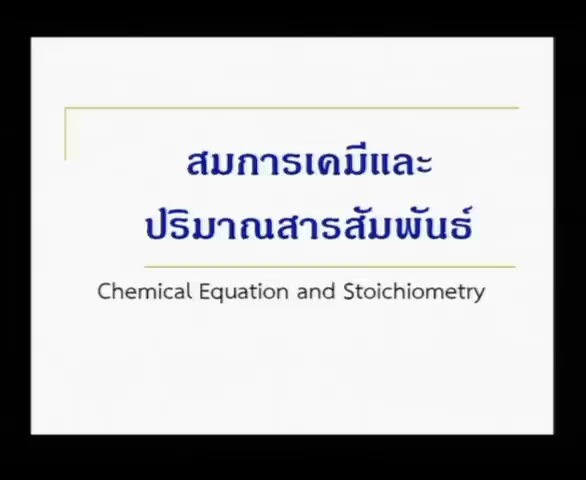 สมการเคมีและ
ปริมาณสารสัมพันธ์
Chemical Equation and Stoichiometry